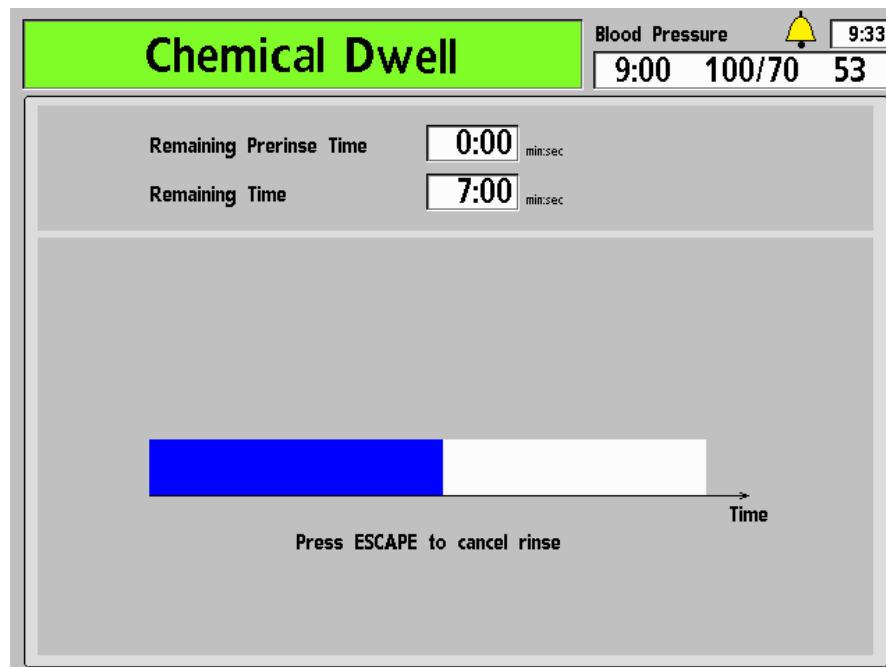 Chemical Dwell
Blood Pressure 9:33
9:00 100/70 53
Remaining Prerinse Time 0:00 min:sec
Remaining Time 7:00 min:sec
Time
Press ESCAPE to cancel rinse